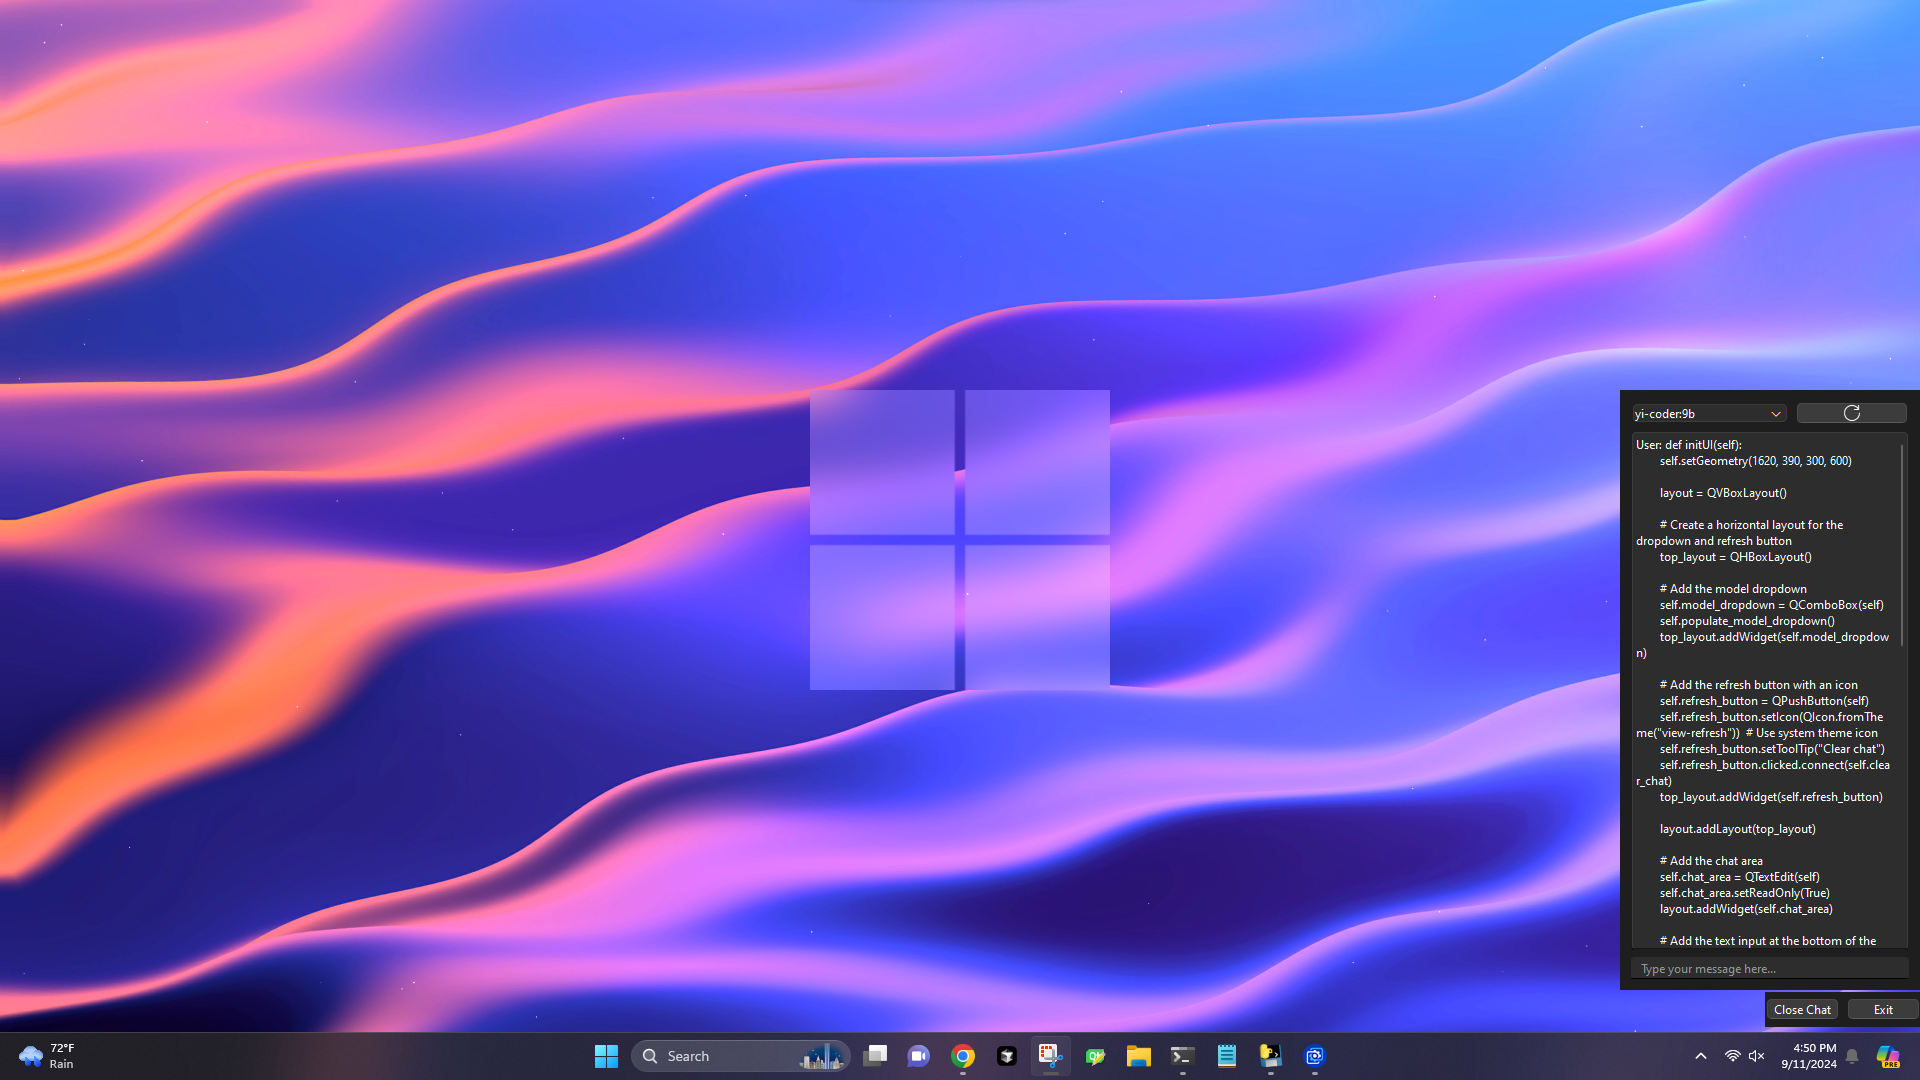 yi-coder:9b
User: def initUI(self):
self.setGeometry(1620, 390, 300, 600)
layout = QVBoxLayout()
# Create a horizontal layout for the
dropdown and refresh button
top_layout = QHBoxLayout()
# Add the model dropdown
self.model_dropdown = QComboBox(self)
self.populate_model_dropdown()
top_layout.addWidget(self.model_dropdow
n)
# Add the refresh button with an icon
self.refresh_button = QPushButton(self)
self.refresh_button.setIcon(QIcon.fromThe
me("view-refresh"))  # Use system theme icon
self.refresh_button.setToolTip("Clear chat")
self.refresh_button.clicked.connect(self.clea
r_chat)
top_layout.addWidget(self.refresh_button)
layout.addLayout(top_layout)
# Add the chat area
self.chat_area = QTextEdit(self)
self.chat_area.setReadOnly(True)
layout.addWidget(self.chat_area)
# Add the text input at the bottom of the
Type your message here...
Close Chat
Exit
72°F
Rain
Search
4:50 PM
9/11/2024
PRE